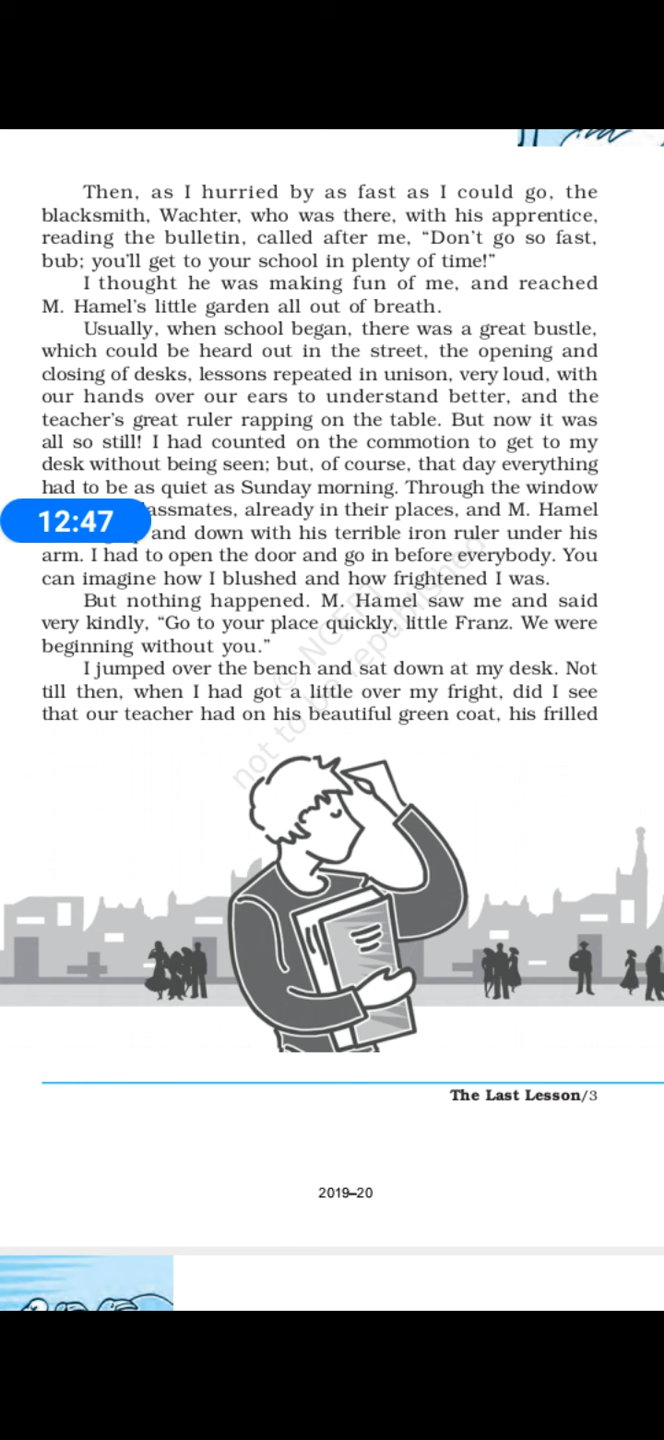 Then, as I hurried by as fast as I could go, the
blacksmith, Wachter, who was there, with his apprentice,
reading the bulletin, called after me, “Don't go so fast,
bub; you'll get to your school in plenty of time!”
I thought he was making fun of me, and reached
M. Hamel's little garden all out of breath.
Usually, when school began, there was a great bustle,
which could be heard out in the street, the opening and
closing of desks, lessons repeated in unison, very loud, with
our hands over our ears to understand better, and the
teacher's great ruler rapping on the table. But now it was
all so still! I had counted on the commotion to get to my
desk without being seen; but, of course, that day everything
had to be as quiet as Sunday morning. Through the window
assmates, already in their places, and M. Hamel
12:47
and down with his terrible iron ruler under his
arm. I had to open the door and go in before everybody. You
can imagine how I blushed and how frightened I was.
But nothing happened. M. Hamel saw me and said
very kindly, “Go to your place quickly, little Franz. We were
beginning without you.”
I jumped over the bench and sat down at my desk. Not
till then, when I had got a little over my fright, did I see
that our teacher had on his beautiful green coat, his frilled
© NCERT
not to be republished
The Last Lesson/3
2019–20